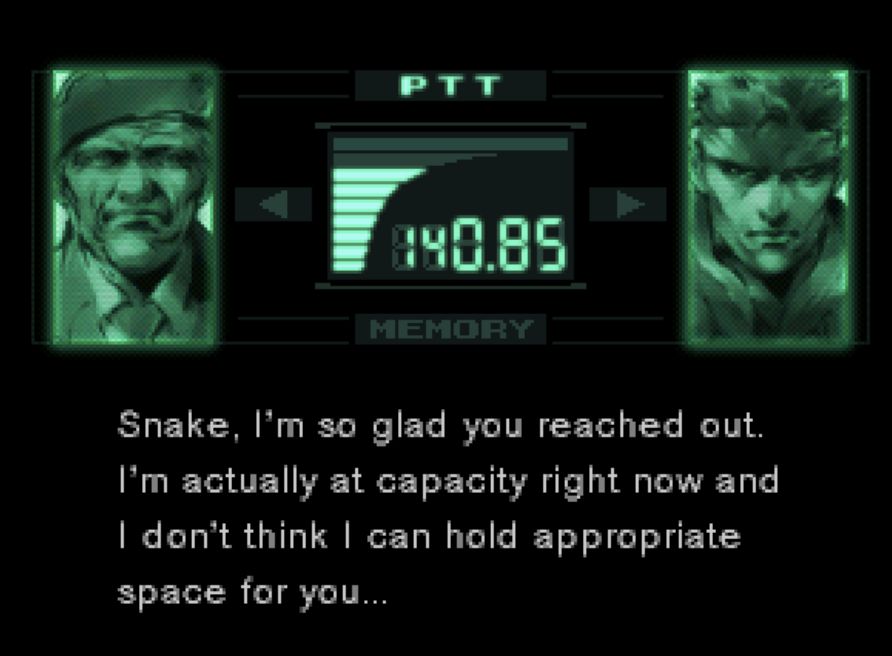 PTT
140.85
MEMORY
Snake, I'm so glad you reached out.
I'm actually at capacity right now and
I don't think I can hold appropriate
space for you...